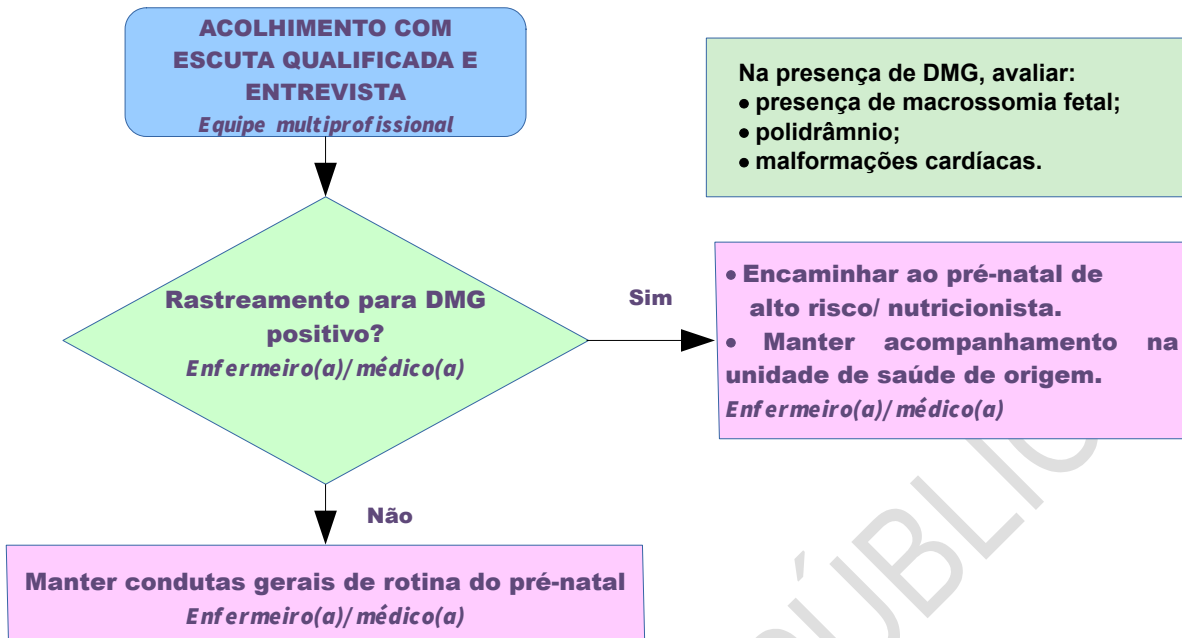 ACOLHIMENTO COM
ESCUTA QUALIFICADA E
ENTREVISTA
Equipe multiprofissional
Na presença de DMG, avaliar:
• presença de macrossomia fetal;
• polidrâmnio;
• malformações cardíacas.
Rastreamento para DMG
positivo?
Enfermeiro(a)/médico(a)
Sim
• Encaminhar ao pré-natal de
alto risco/ nutricionista.
• Manter acompanhamento na
unidade de saúde de origem.
Enfermeiro(a)/médico(a)
Não
Manter condutas gerais de rotina do pré-natal
Enfermeiro(a)/médico(a)